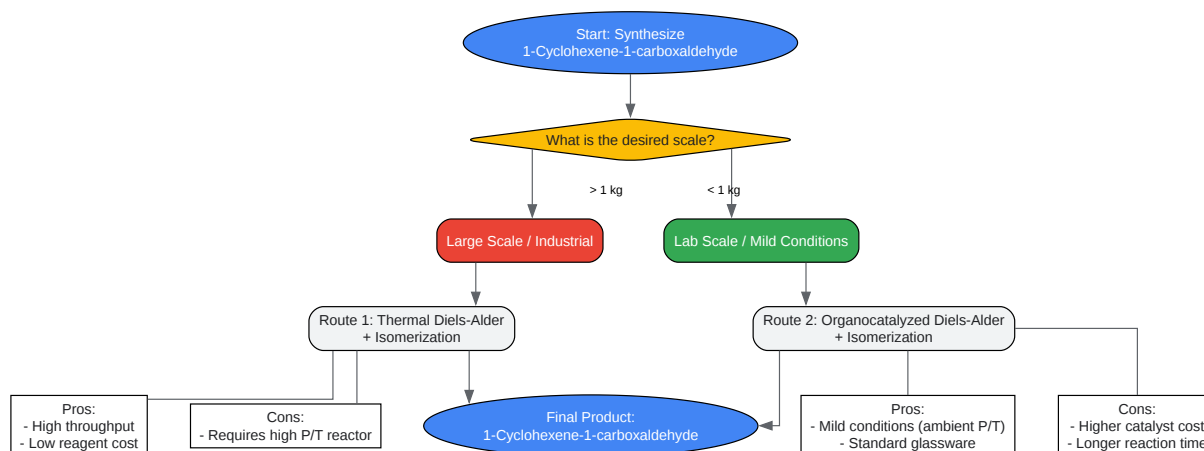 Start: Synthesize
1-Cyclohexene-1-carboxaldehyde
What is the desired scale?
> 1 kg
< 1 kg
Large Scale / Industrial
Lab Scale / Mild Conditions
Route 1: Thermal Diels-Alder
+ Isomerization
Route 2: Organocatalyzed Diels-Alder
+ Isomerization
Pros:
- High throughput
- Low reagent cost
Cons:
- Requires high P/T reactor
Final Product:
1-Cyclohexene-1-carboxaldehyde
Pros:
- Mild conditions (ambient P/T)
- Standard glassware
Cons:
- Higher catalyst cost
- Longer reaction time